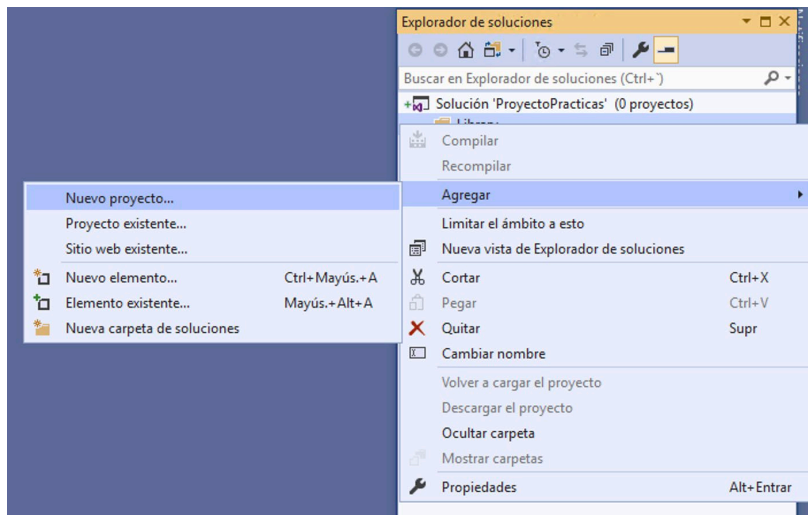 Explorador de soluciones
Buscar en Explorador de soluciones (Ctrl+`)
Solución 'ProyectoPracticas' (0 proyectos)
Library
Compilar
Recompilar
Agregar
Limitar el ámbito a esto
Nueva vista de Explorador de soluciones
Cortar Ctrl+X
Pegar Ctrl+V
Quitar Supr
Cambiar nombre
Volver a cargar el proyecto
Descargar el proyecto
Ocultar carpeta
Mostrar carpetas
Propiedades Alt+Entrar
Nuevo proyecto...
Proyecto existente...
Sitio web existente...
Nuevo elemento... Ctrl+Mayús.+A
Elemento existente... Mayús.+Alt+A
Nueva carpeta de soluciones